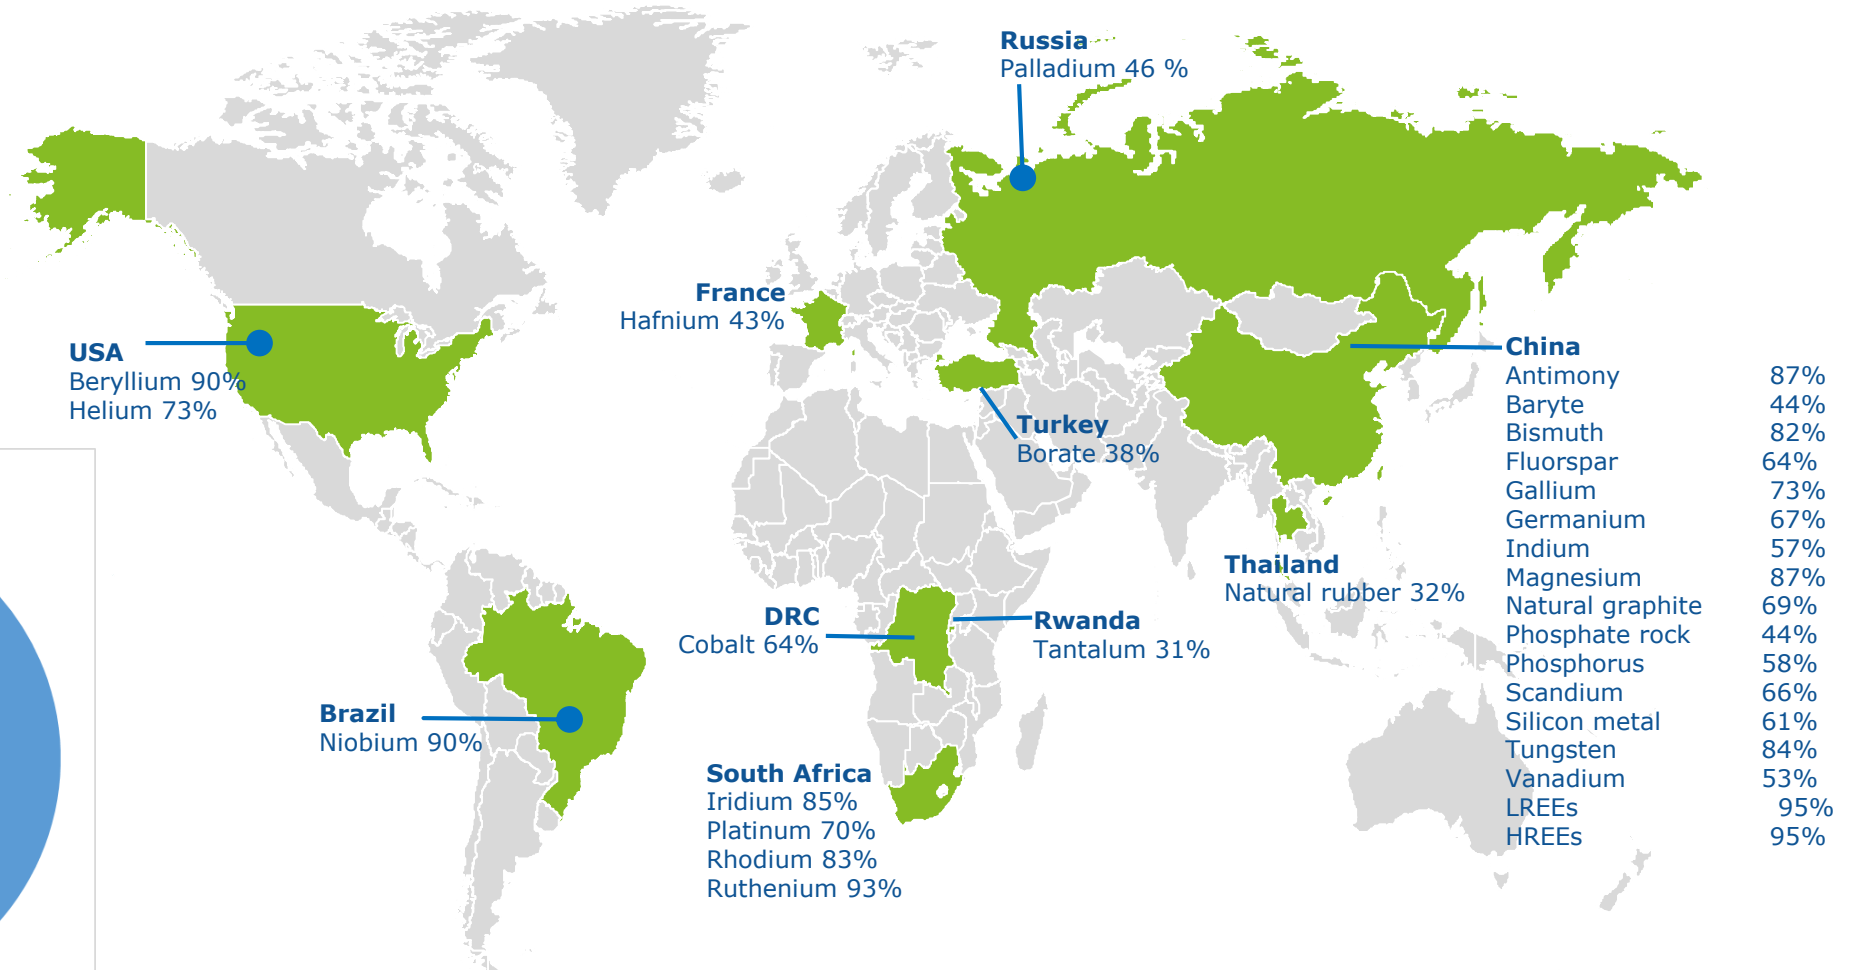 Russia
Palladium 46 %
France
Hafnium 43%
USA
Beryllium 90%
Helium 73%
Turkey
Borate 38%
China
Antimony 87%
Baryte 44%
Bismuth 82%
Fluorspar 64%
Gallium 73%
Germanium 67%
Indium 57%
Magnesium 87%
Natural graphite 69%
Phosphate rock 44%
Phosphorus 58%
Scandium 66%
Silicon metal 61%
Tungsten 84%
Vanadium 53%
LREEs 95%
HREEs 95%
Thailand
Natural rubber 32%
DRC
Cobalt 64%
Rwanda
Tantalum 31%
Brazil
Niobium 90%
South Africa
Iridium 85%
Platinum 70%
Rhodium 83%
Ruthenium 93%